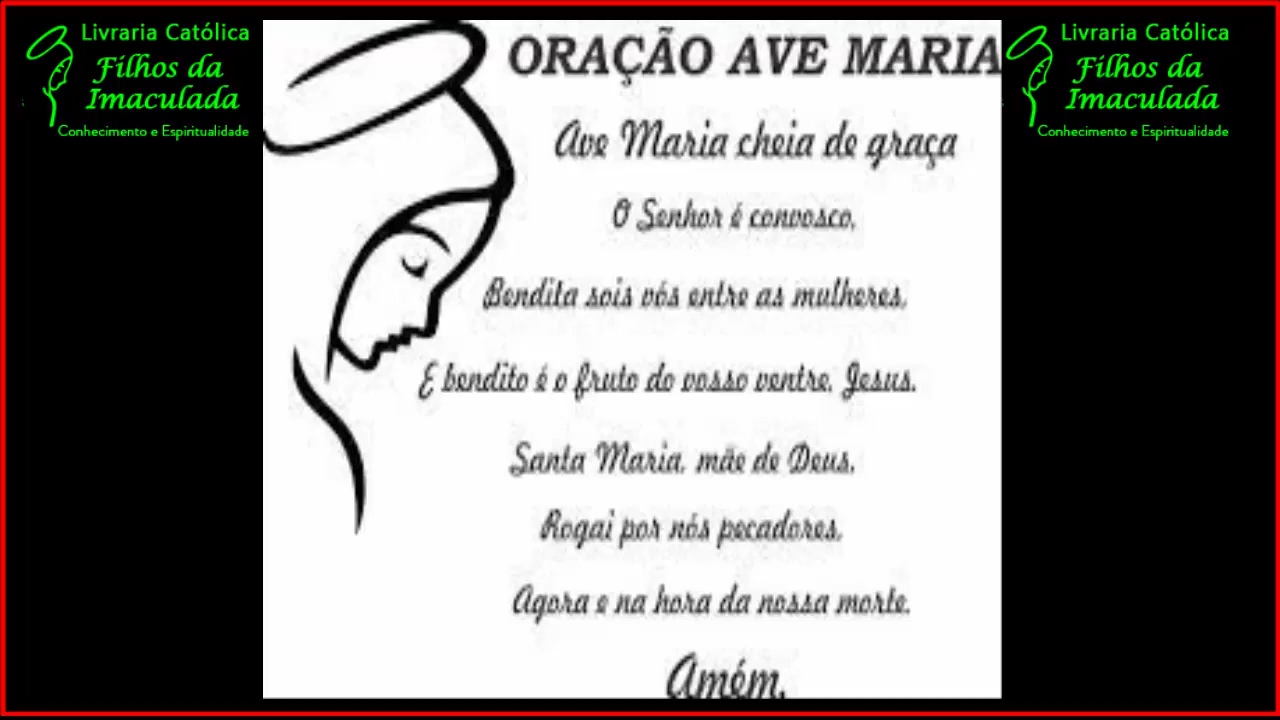 Livraria Católica
Filhos da
Imaculada
Conhecimento e Espiritualidade
ORAÇÃO AVE MARIA
Ave Maria cheia de graça
O Senhor é convosco,
Bendita sois vós entre as mulheres,
E bendito é o fruto do vosso ventre, Jesus.
Santa Maria, mãe de Deus,
Rogai por nós pecadores,
Agora e na hora da nossa morte.
Amém.
Livraria Católica
Filhos da
Imaculada
Conhecimento e Espiritualidade